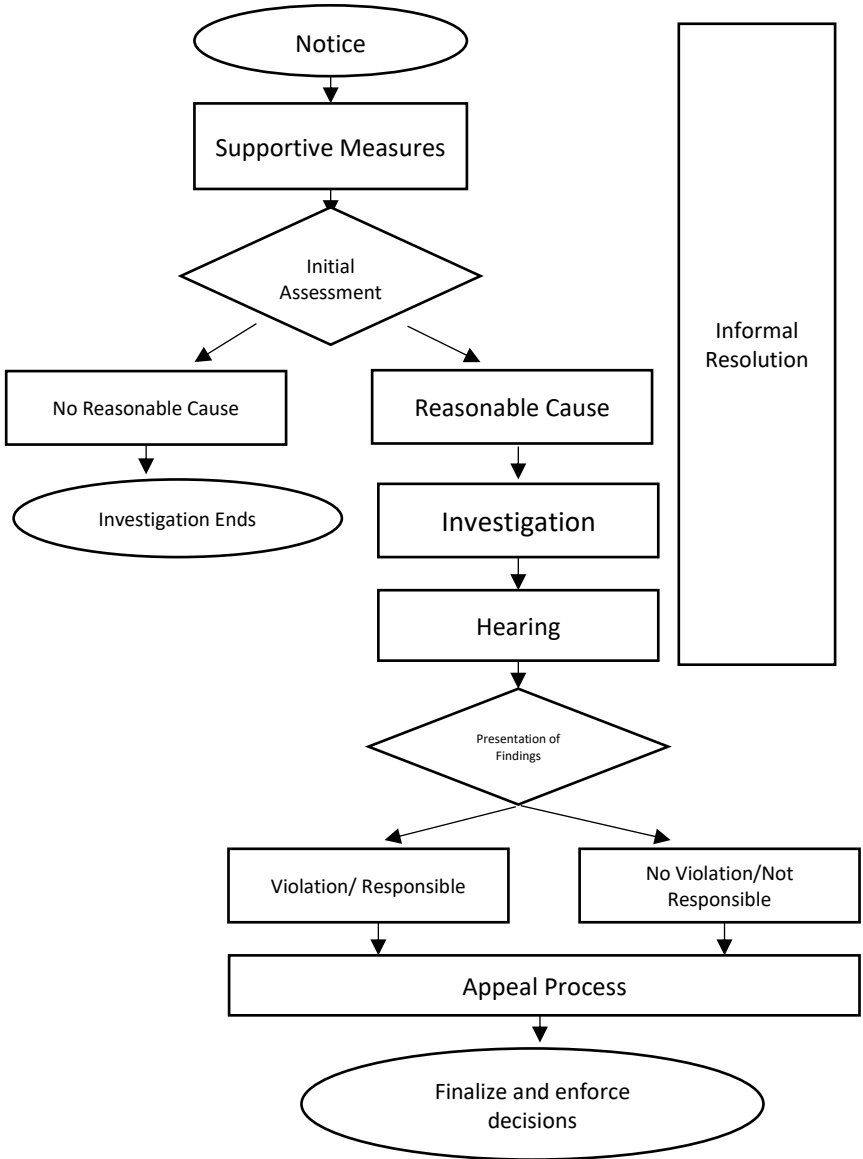 Notice
Supportive Measures
Initial
Assessment
Informal
Resolution
No Reasonable Cause
Reasonable Cause
Investigation Ends
Investigation
Hearing
Presentation of
Findings
Violation/ Responsible
No Violation/Not
Responsible
Appeal Process
Finalize and enforce
decisions